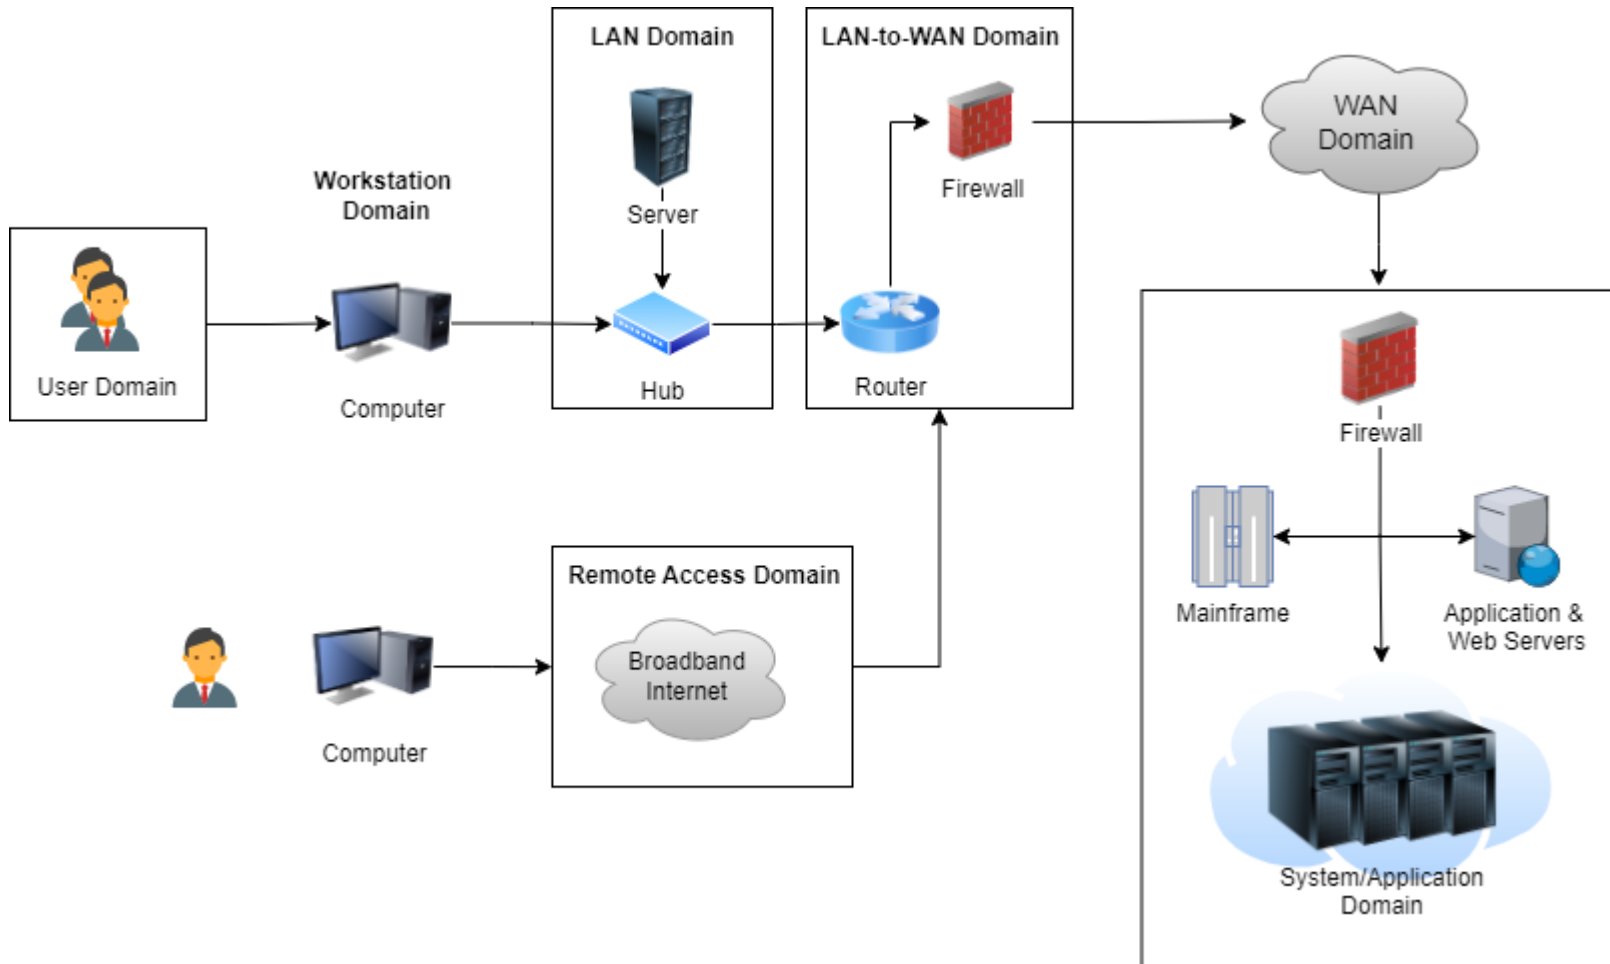 LAN Domain
LAN-to-WAN Domain
WAN
Domain
Workstation
Domain
Server
Firewall
User Domain
Computer
Hub
Router
Firewall
Remote Access Domain
Broadband
Internet
Computer
Mainframe
Application &
Web Servers
System/Application
Domain